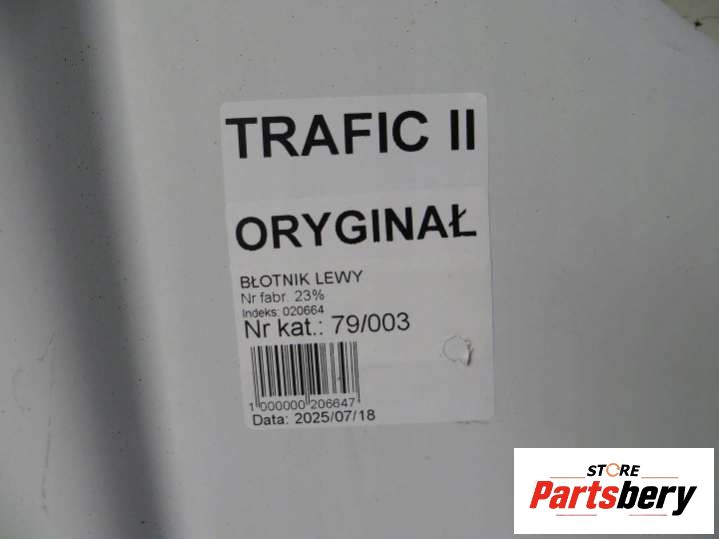 TRAFIC II
ORYGINAŁ
BŁOTNIK LEWY
Nr fabr. 23%
Indeks: 020664
Nr kat.: 79/003
1 000000 206647
Data: 2025/07/18
STORE
Partsbery